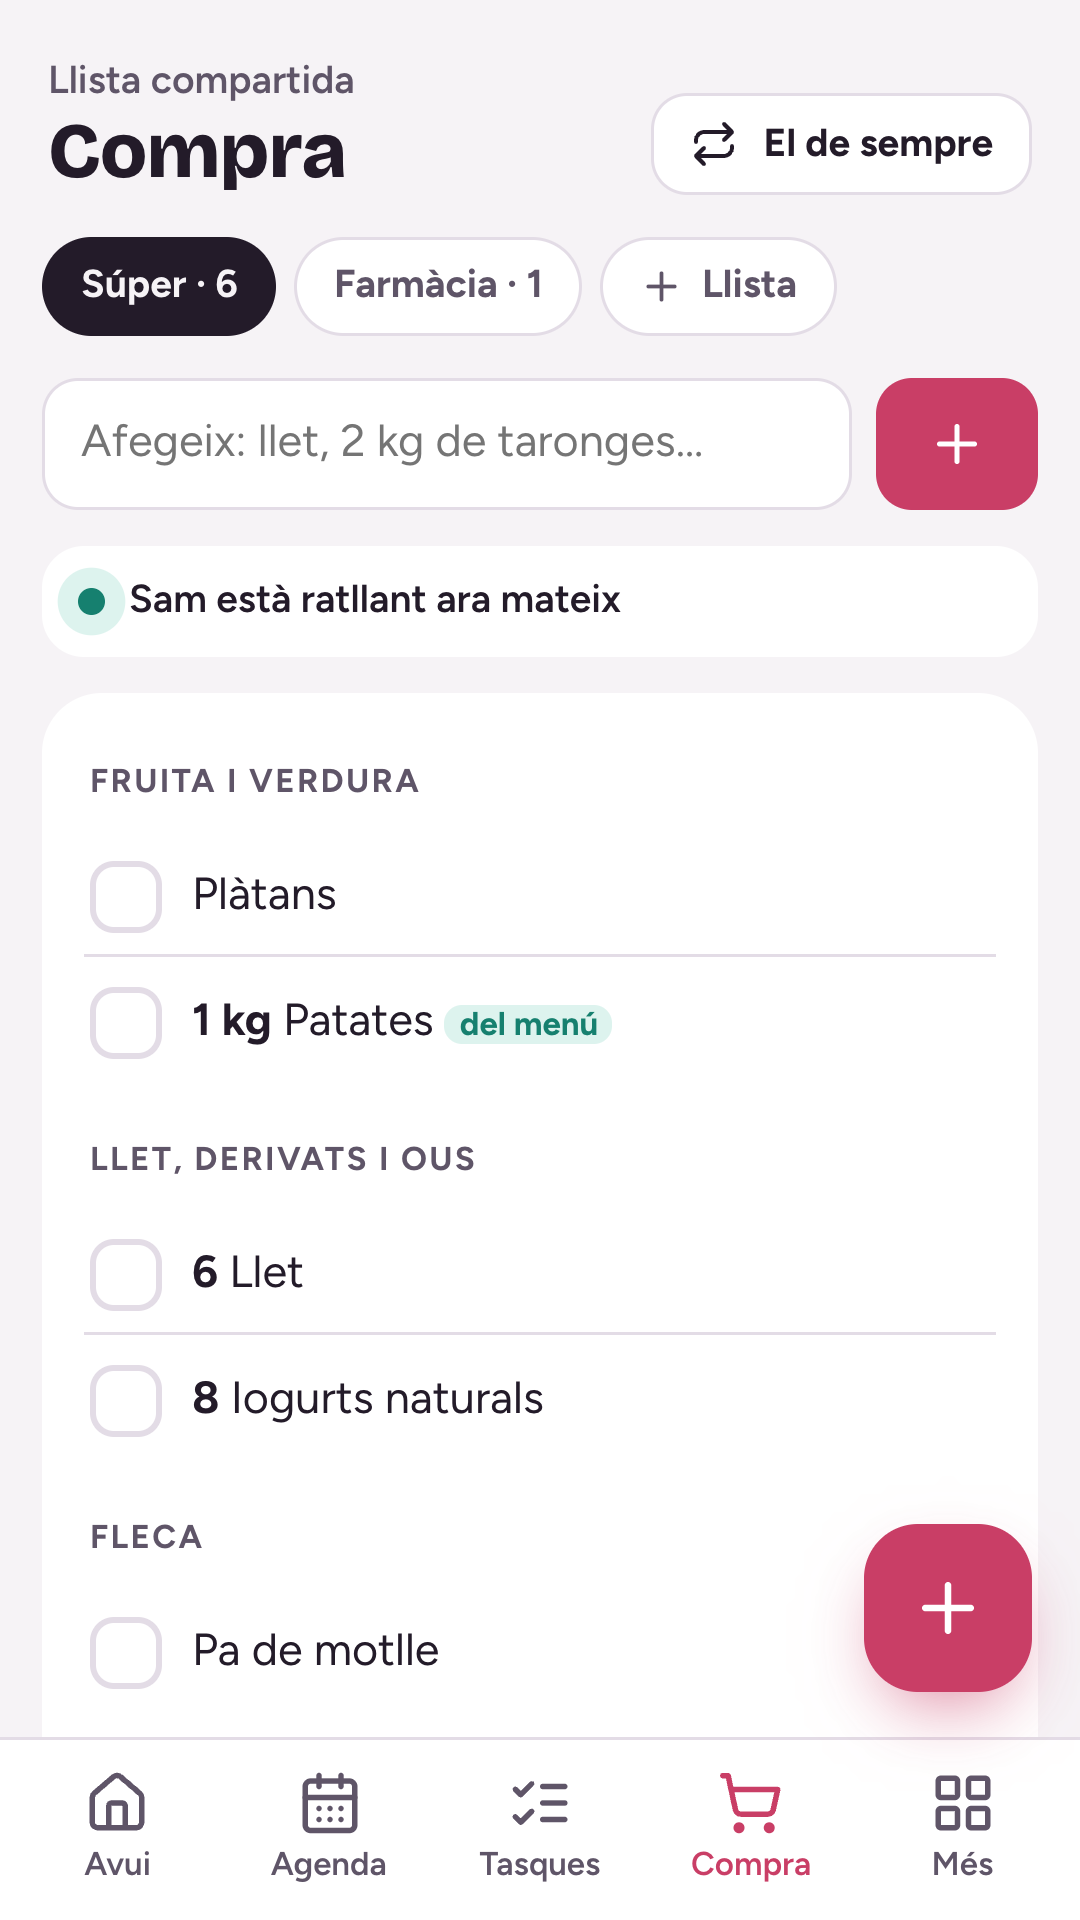 Llista compartida
Compra
El de sempre
Súper · 6
Farmàcia · 1
Llista
Afegeix: llet, 2 kg de taronges...
Sam està ratllant ara mateix
FRUITA I VERDURA
Plàtans
1 kg Patates del menú
LLET, DERIVATS I OUS
6 Llet
8 Iogurts naturals
FLECA
Pa de motlle
Avui
Agenda
Tasques
Compra
Més